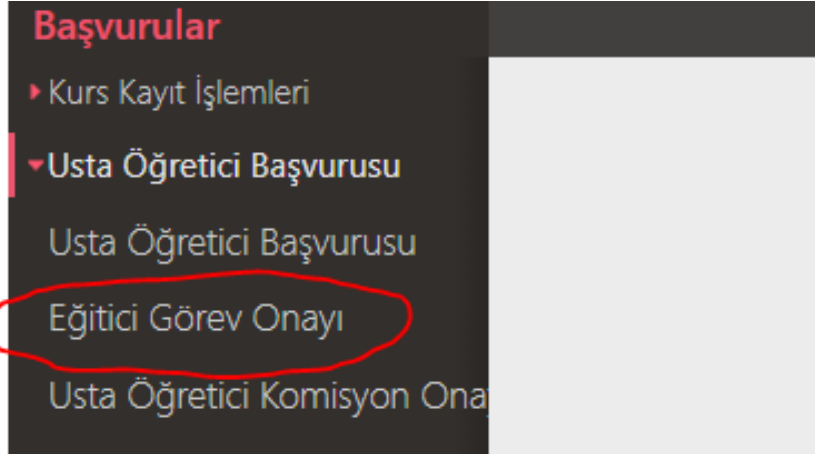 Başvurular
Kurs Kayıt İşlemleri
Usta Öğretici Başvurusu
Usta Öğretici Başvurusu
Eğitici Görev Onayı
Usta Öğretici Komisyon Ona